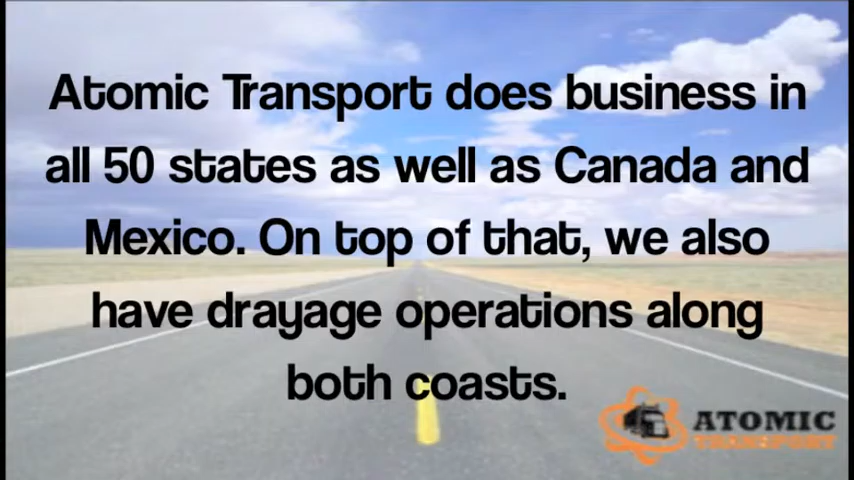 Atomic Transport does business in
all 50 states as well as Canada and
Mexico. On top of that, we also
have drayage operations along
both coasts.
ATOMIC
TRANSPORT